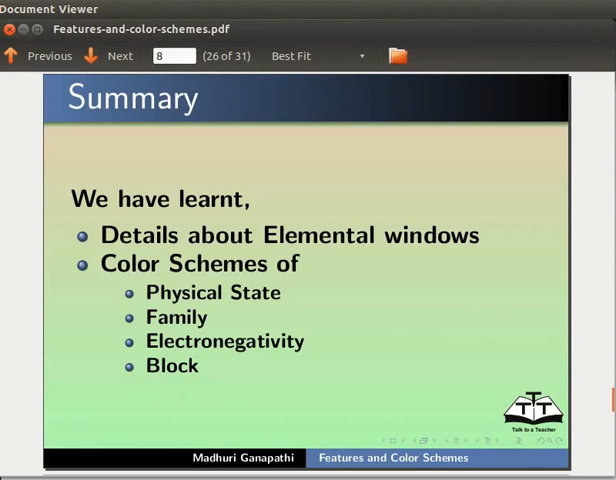 Document Viewer
Features-and-color-schemes.pdf
Previous Next 8 (26 of 31) Best Fit
Summary
We have learnt,
Details about Elemental windows
Color Schemes of
Physical State
Family
Electronegativity
Block
TTT
Talk to a Teacher
Madhuri Ganapathi Features and Color Schemes